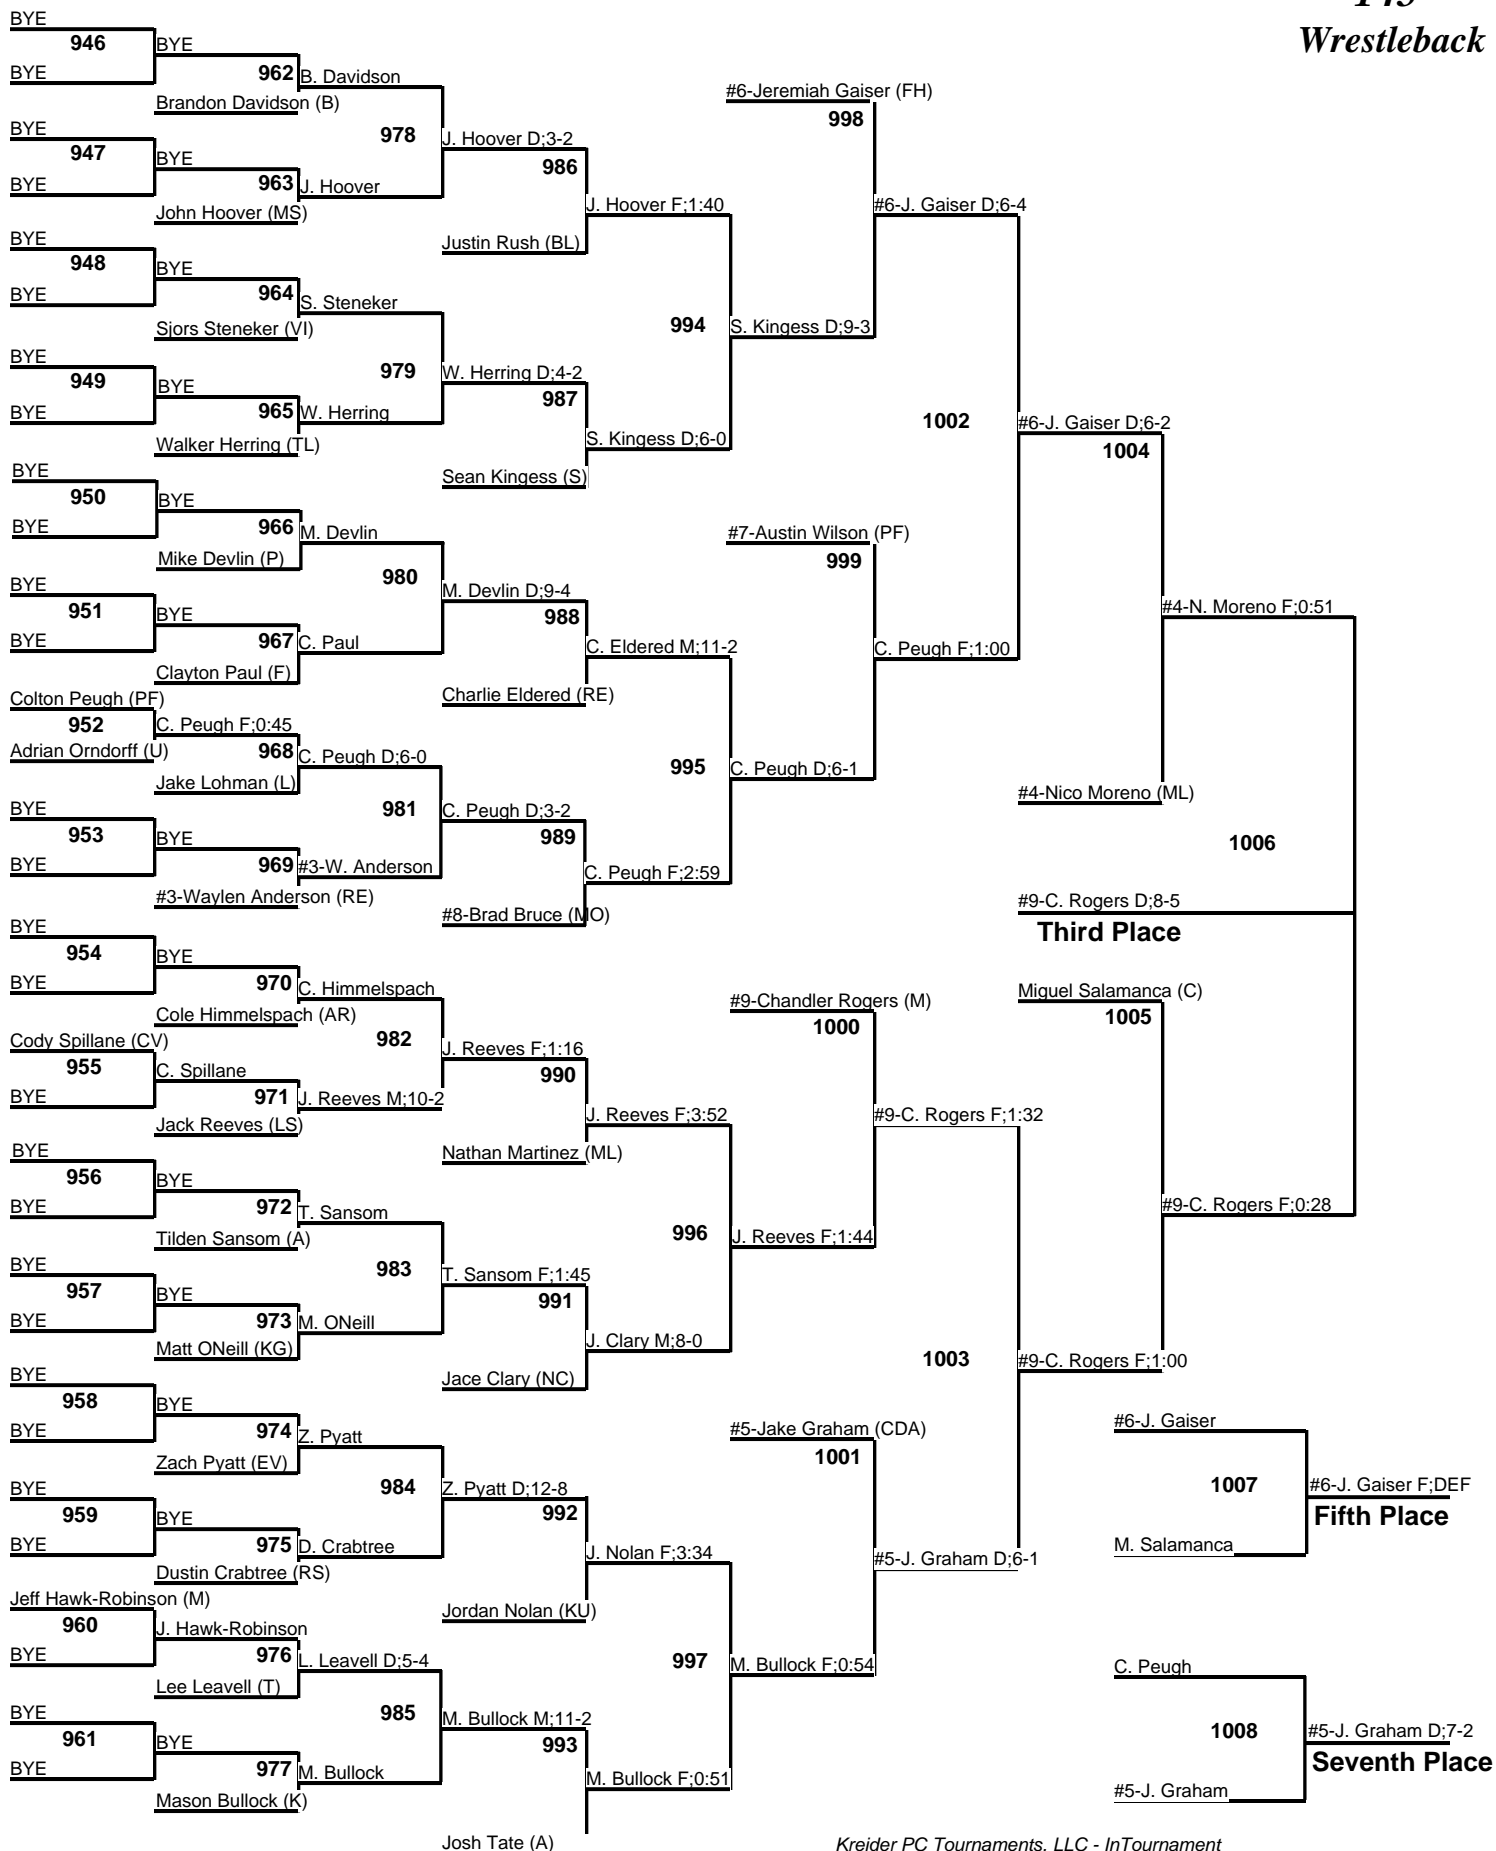 Wrestleback
BYE
946
BYE
BYE
962
B. Davidson
Brandon Davidson (B)
978
BYE
947
BYE
BYE
963
J. Hoover
John Hoover (MS)
J. Hoover D;3-2
986
J. Hoover F;1:40
Justin Rush (BL)
#6-Jeremiah Gaiser (FH)
998
#6-J. Gaiser D;6-4
BYE
948
BYE
BYE
964
S. Steneker
Sjors Steneker (VI)
979
994
S. Kingess D;9-3
BYE
949
BYE
BYE
965
W. Herring
Walker Herring (TL)
W. Herring D;4-2
987
S. Kingess D;6-0
Sean Kingess (S)
1002
#6-J. Gaiser D;6-2
1004
BYE
950
BYE
BYE
966
M. Devlin
Mike Devlin (P)
980
#7-Austin Wilson (PF)
999
BYE
951
BYE
BYE
967
C. Paul
Clayton Paul (F)
M. Devlin D;9-4
988
C. Eldered M;11-2
Charlie Eldered (RE)
C. Peugh F;1:00
#4-N. Moreno F;0:51
Colton Peugh (PF)
952
Adrian Orndorff (U)
C. Peugh F;0:45
968
C. Peugh D;6-0
Jake Lohman (L)
981
995
C. Peugh D;6-1
#4-Nico Moreno (ML)
BYE
953
BYE
BYE
969
#3-W. Anderson
#3-Waylen Anderson (RE)
C. Peugh D;3-2
989
C. Peugh F;2:59
#8-Brad Bruce (MO)
1006
#9-C. Rogers D;8-5
Third Place
BYE
954
BYE
BYE
970
C. Himmelspach
Cole Himmelspach (AR)
982
#9-Chandler Rogers (M)
1000
Miguel Salamanca (C)
1005
Cody Spillane (CV)
955
BYE
C. Spillane
971
J. Reeves M;10-2
Jack Reeves (LS)
J. Reeves F;1:16
990
J. Reeves F;3:52
Nathan Martinez (ML)
#9-C. Rogers F;1:32
BYE
956
BYE
BYE
972
T. Sansom
Tilden Sansom (A)
983
996
J. Reeves F;1:44
#9-C. Rogers F;0:28
BYE
957
BYE
BYE
973
M. ONeill
Matt ONeill (KG)
T. Sansom F;1:45
991
J. Clary M;8-0
Jace Clary (NC)
1003
#9-C. Rogers F;1:00
BYE
958
BYE
BYE
974
Z. Pyatt
Zach Pyatt (EV)
984
#5-Jake Graham (CDA)
1001
#6-J. Gaiser
1007
#6-J. Gaiser F;DEF
Fifth Place
M. Salamanca
BYE
959
BYE
BYE
975
D. Crabtree
Dustin Crabtree (RS)
Z. Pyatt D;12-8
992
J. Nolan F;3:34
Jordan Nolan (KU)
#5-J. Graham D;6-1
Jeff Hawk-Robinson (M)
960
BYE
J. Hawk-Robinson
976
L. Leavell D;5-4
Lee Leavell (T)
985
997
M. Bullock F;0:54
C. Peugh
1008
#5-J. Graham D;7-2
Seventh Place
#5-J. Graham
BYE
961
BYE
BYE
977
M. Bullock
Mason Bullock (K)
M. Bullock M;11-2
993
M. Bullock F;0:51
Josh Tate (A)
Kreider PC Tournaments, LLC - InTournament